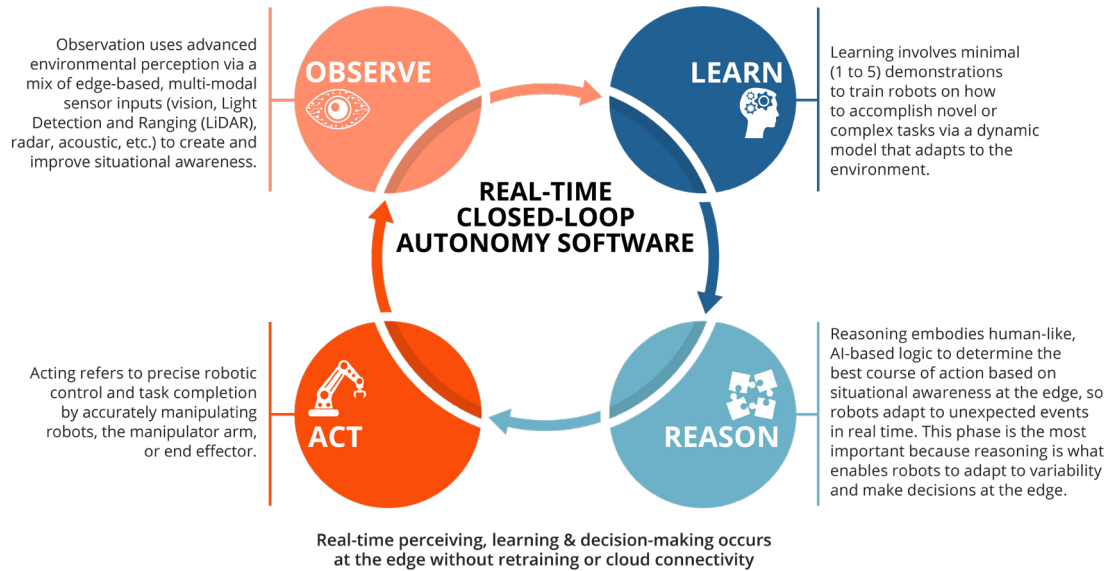 OBSERVE
Observation uses advanced
environmental perception via a
mix of edge-based, multi-modal
sensor inputs (vision, Light
Detection and Ranging (LiDAR),
radar, acoustic, etc.) to create and
improve situational awareness.
LEARN
Learning involves minimal
(1 to 5) demonstrations
to train robots on how
to accomplish novel or
complex tasks via a dynamic
model that adapts to the
environment.
REAL-TIME
CLOSED-LOOP
AUTONOMY SOFTWARE
ACT
Acting refers to precise robotic
control and task completion
by accurately manipulating
robots, the manipulator arm,
or end effector.
REASON
Reasoning embodies human-like,
AI-based logic to determine the
best course of action based on
situational awareness at the edge, so
robots adapt to unexpected events
in real time. This phase is the most
important because reasoning is what
enables robots to adapt to variability
and make decisions at the edge.
Real-time perceiving, learning & decision-making occurs
at the edge without retraining or cloud connectivity